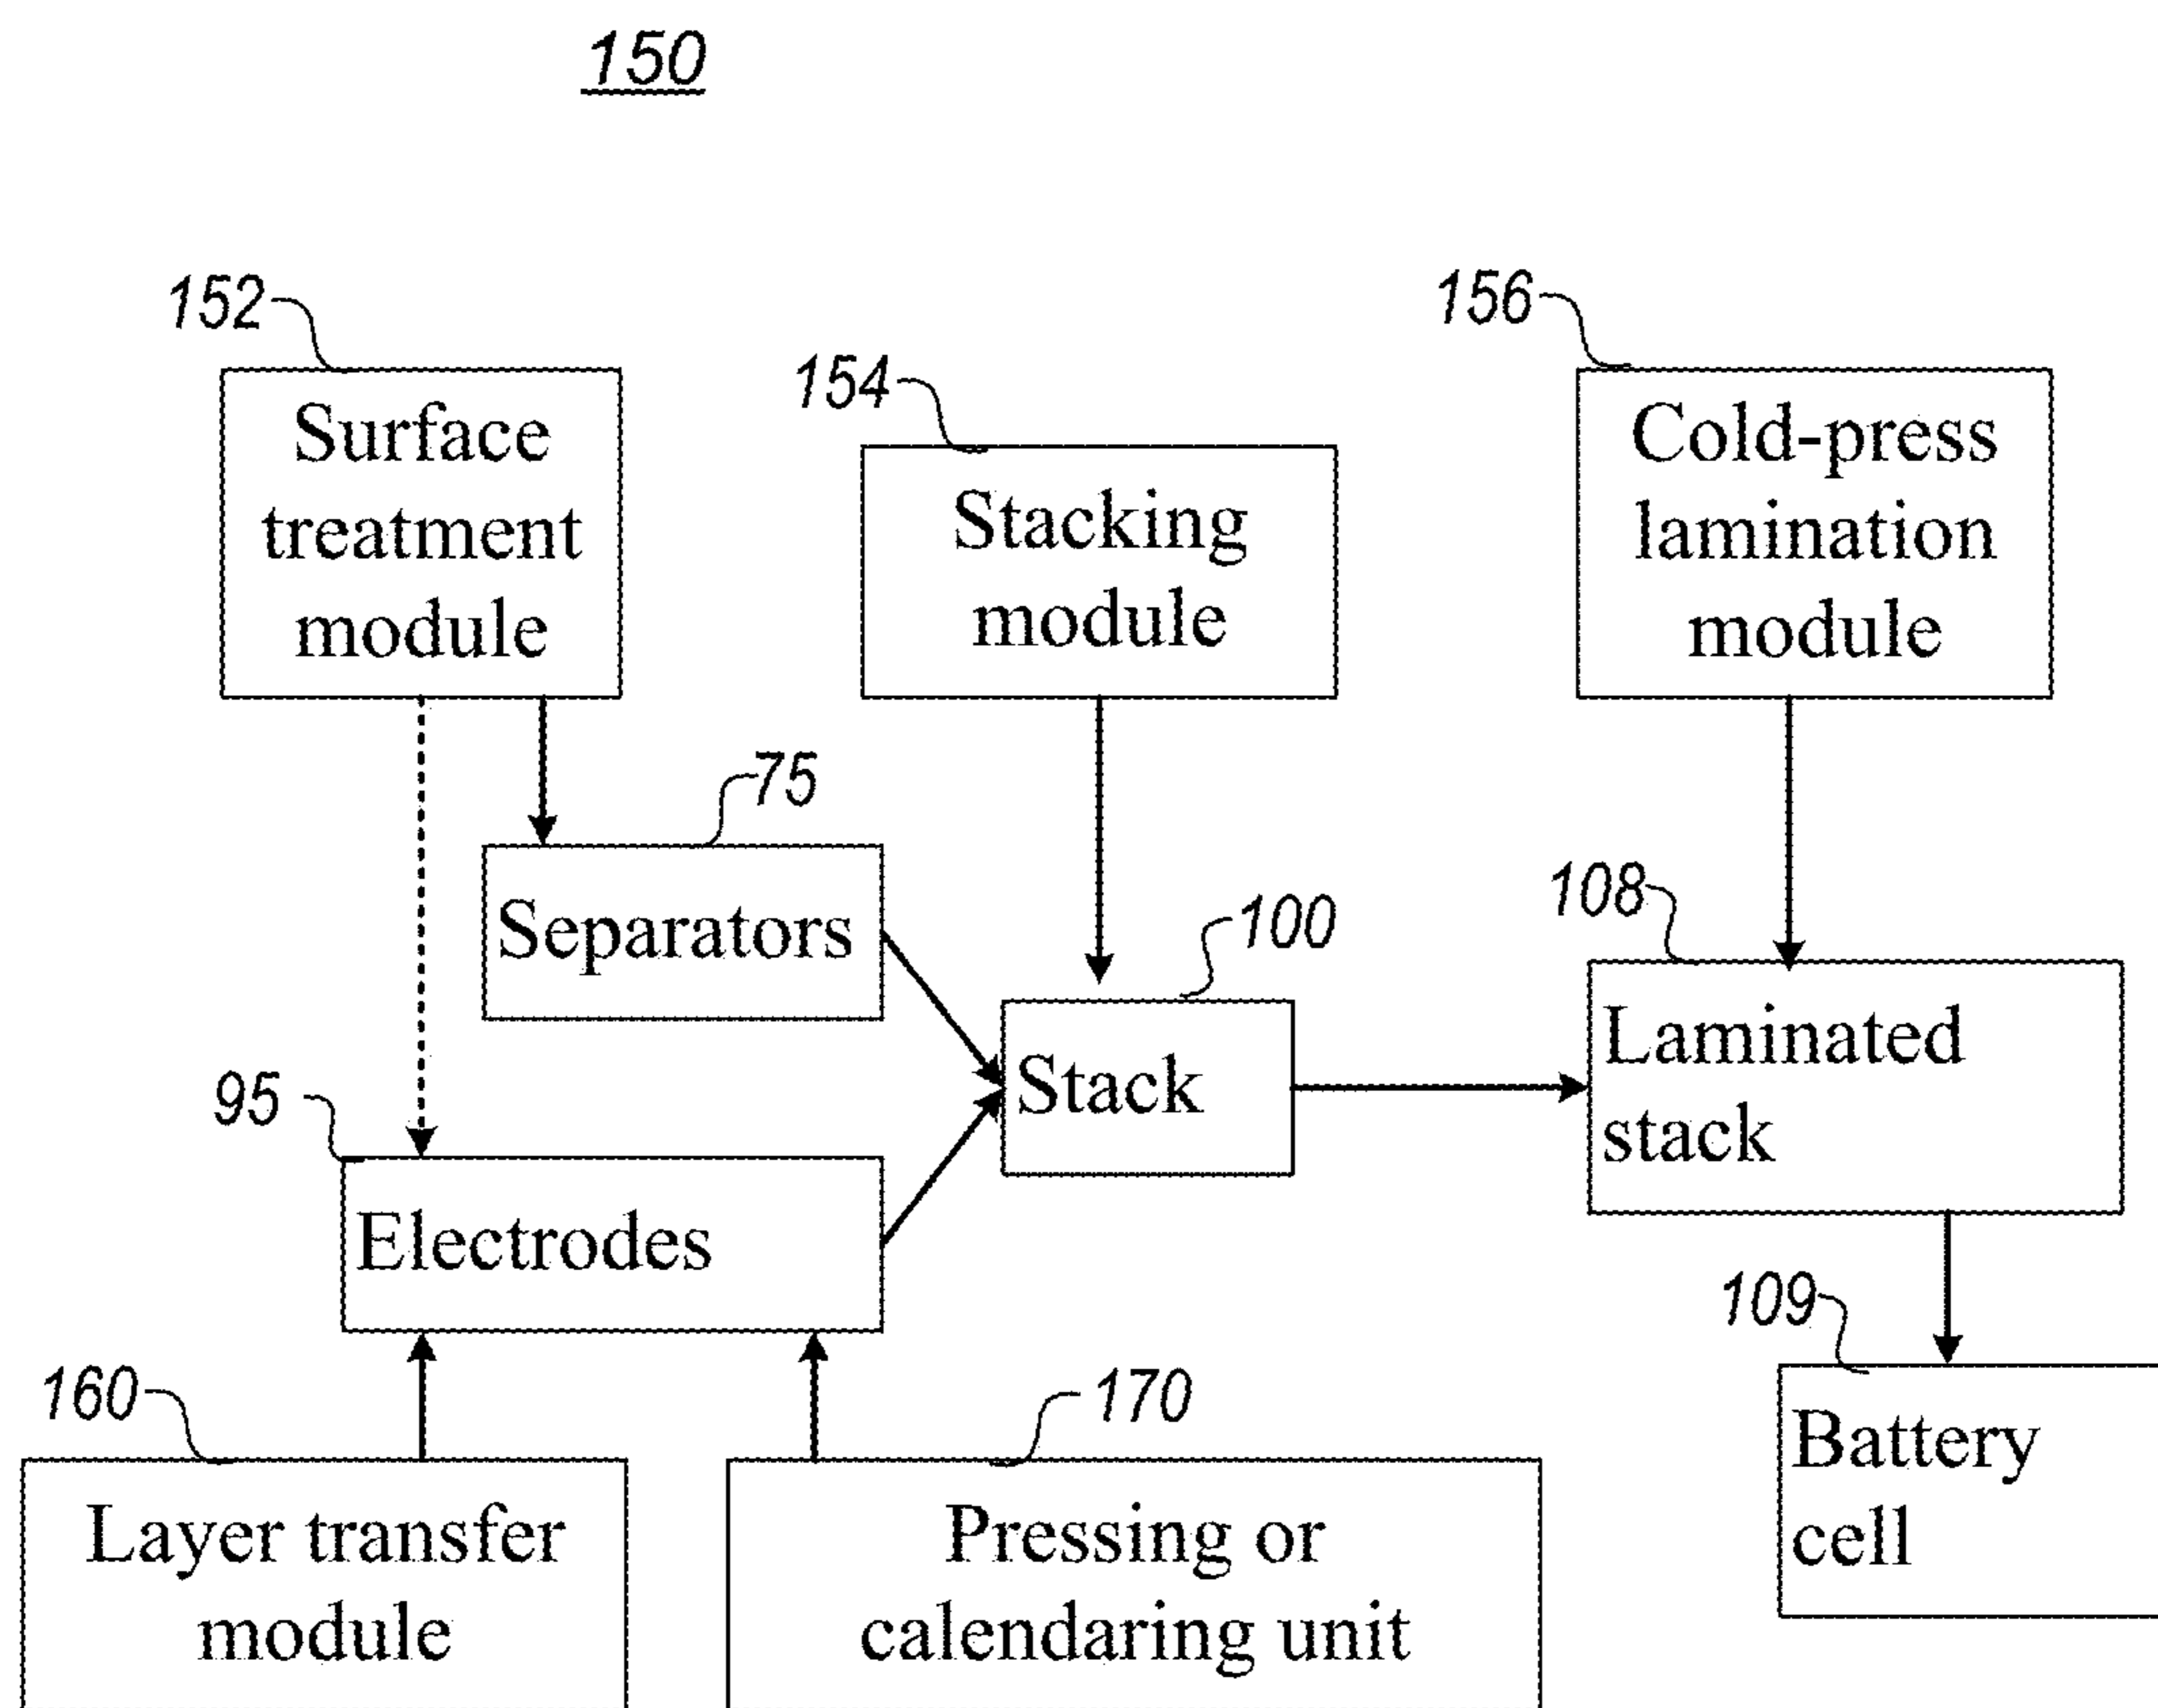 150
152
Surface
treatment
module
154
Stacking
module
156
Cold-press
lamination
module
75
Separators
100
Stack
108
Laminated
stack
95
Electrodes
109
Battery
cell
160
Layer transfer
module
170
Pressing or
calendaring unit